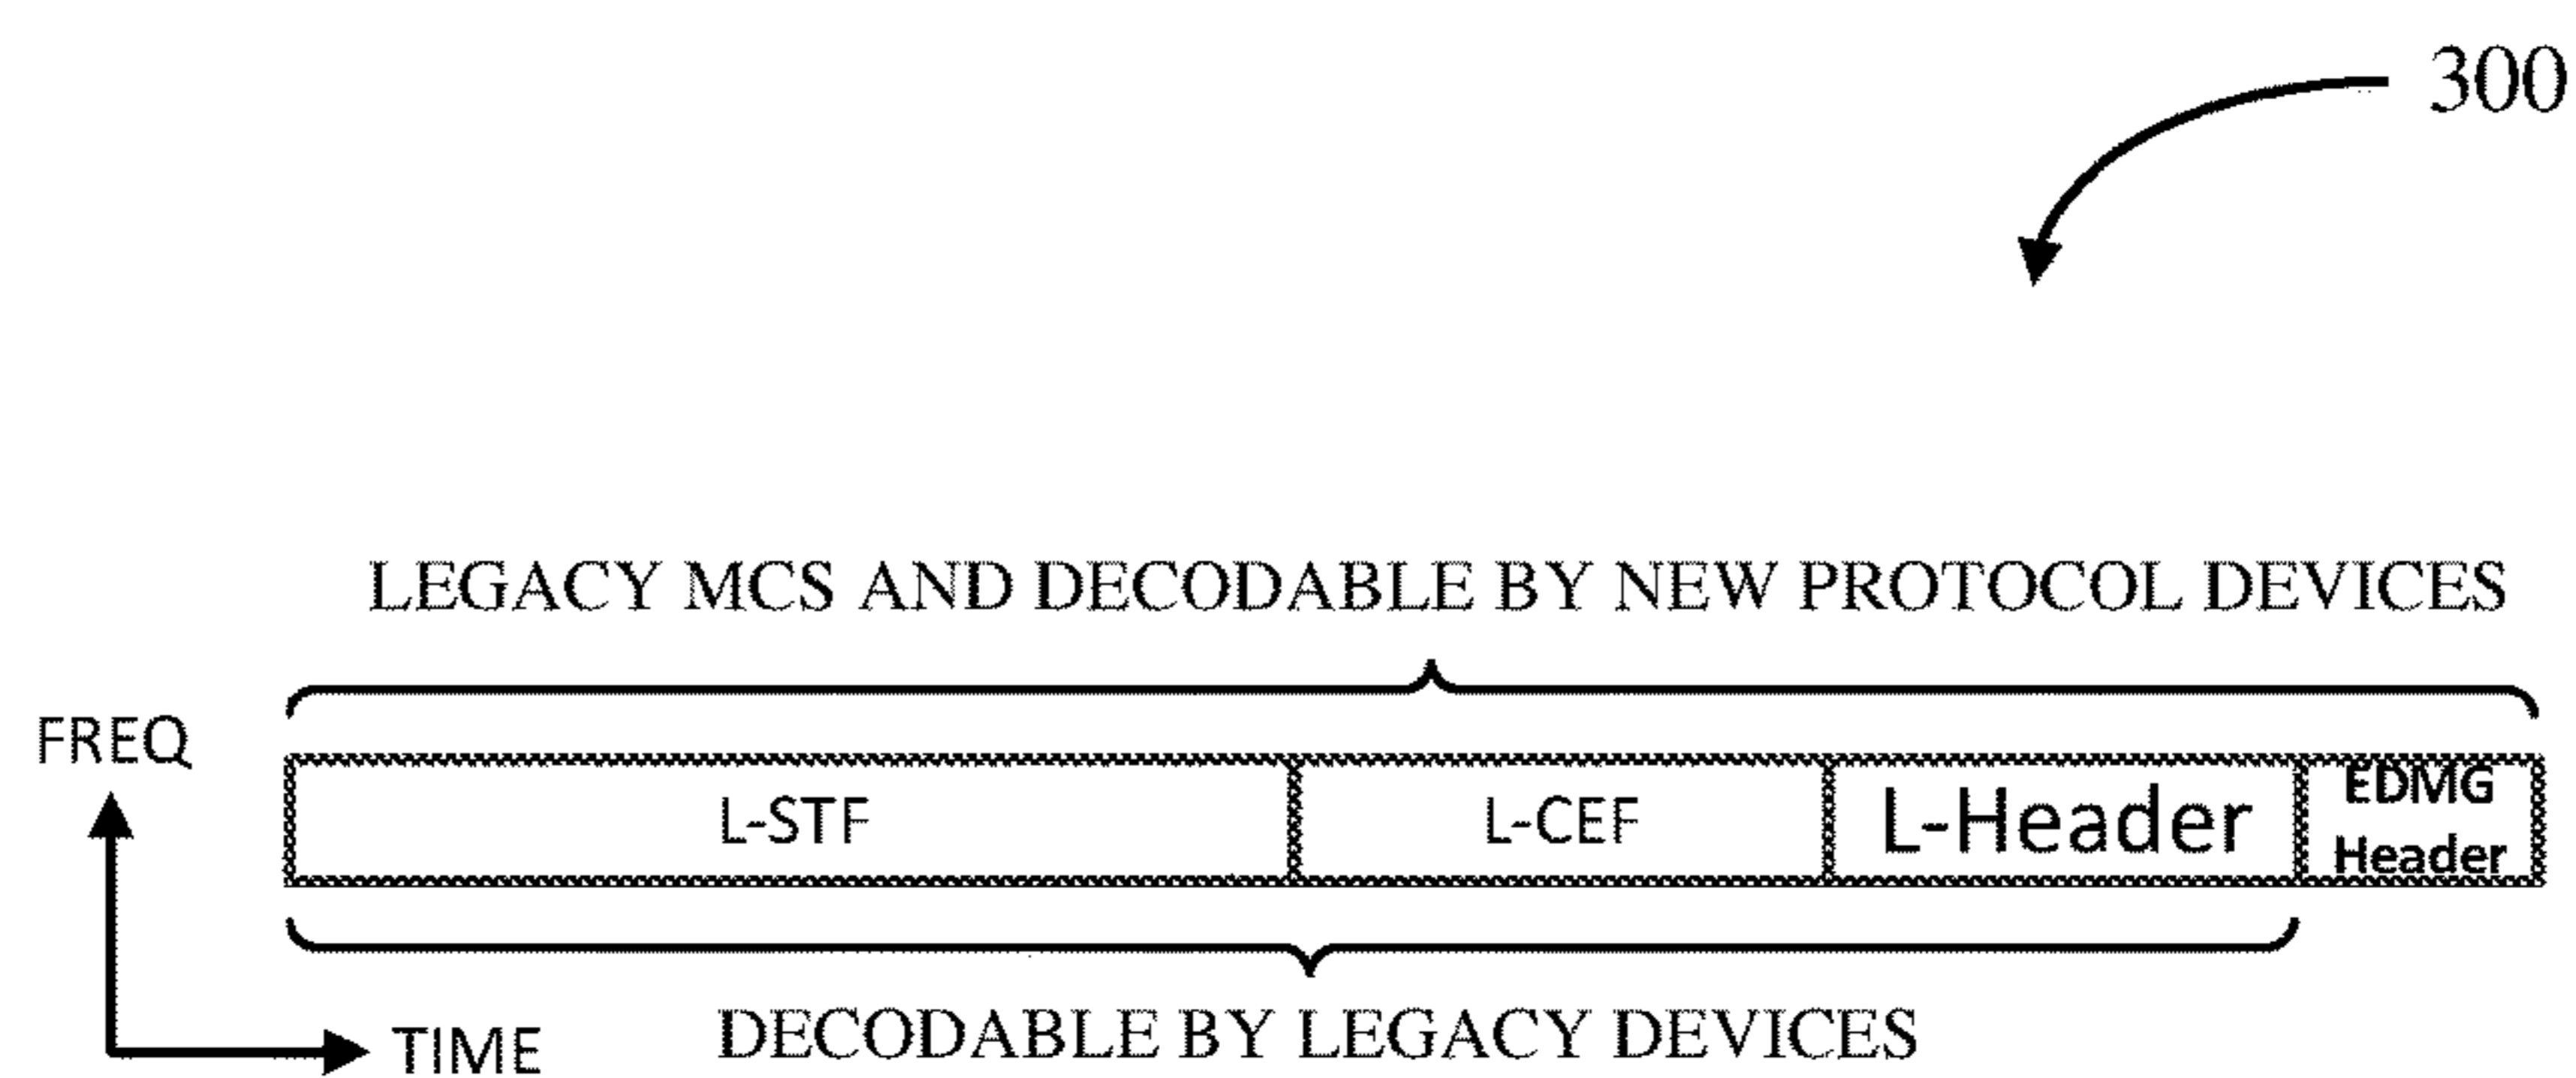 300
LEGACY MCS AND DECODABLE BY NEW PROTOCOL DEVICES
FREQ
L-STF
L-CEF
L-Header
EDMG
Header
TIME
DECODABLE BY LEGACY DEVICES